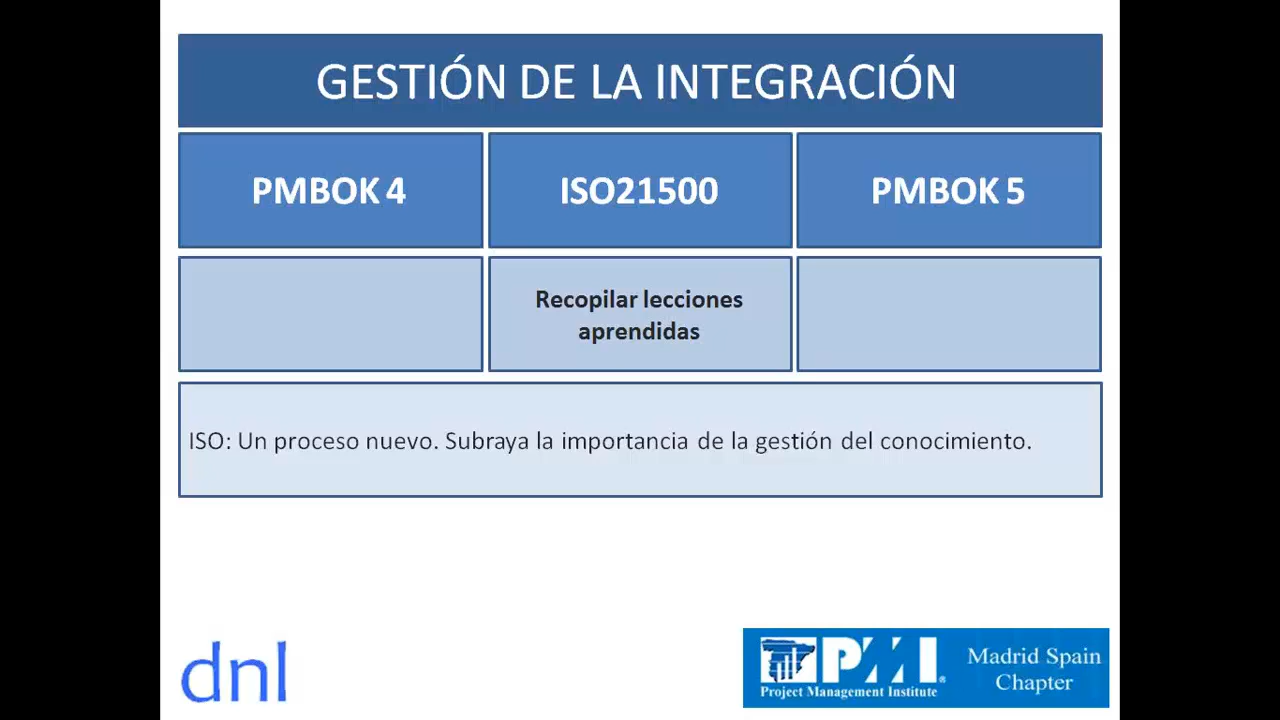 GESTIÓN DE LA INTEGRACIÓN
PMBOK 4
ISO21500
PMBOK 5
Recopilar lecciones
aprendidas
ISO: Un proceso nuevo. Subraya la importancia de la gestión del conocimiento.
dnl
PMI®
Project Management Institute
Madrid Spain
Chapter